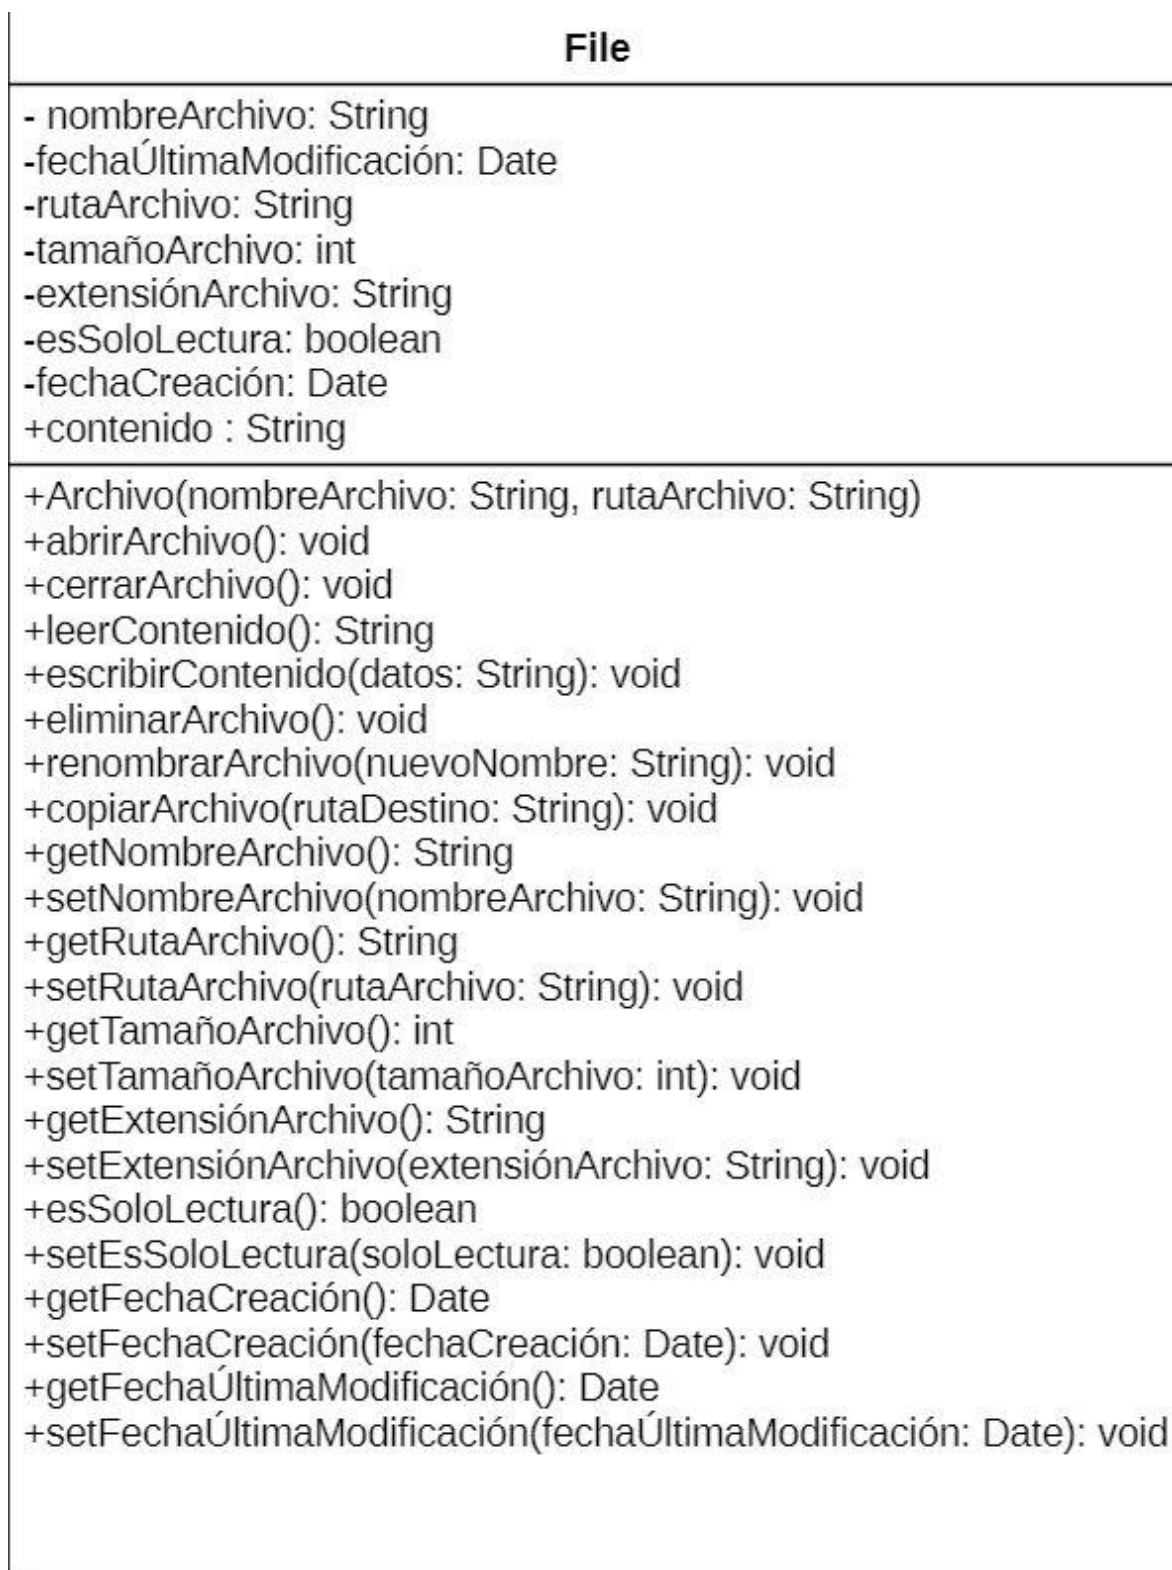 File
- nombreArchivo: String
-fechaÚltimaModificación: Date
-rutaArchivo: String
-tamañoArchivo: int
-extensiónArchivo: String
-esSoloLectura: boolean
-fechaCreación: Date
+contenido : String
+Archivo(nombreArchivo: String, rutaArchivo: String)
+abrirArchivo(): void
+cerrarArchivo(): void
+leerContenido(): String
+escribirContenido(datos: String): void
+eliminarArchivo(): void
+renombrarArchivo(nuevoNombre: String): void
+copiarArchivo(rutaDestino: String): void
+getNombreArchivo(): String
+setNombreArchivo(nombreArchivo: String): void
+getRutaArchivo(): String
+setRutaArchivo(rutaArchivo: String): void
+getTamañoArchivo(): int
+setTamañoArchivo(tamañoArchivo: int): void
+getExtensiónArchivo(): String
+setExtensiónArchivo(extensiónArchivo: String): void
+esSoloLectura(): boolean
+setEsSoloLectura(soloLectura: boolean): void
+getFechaCreación(): Date
+setFechaCreación(fechaCreación: Date): void
+getFechaÚltimaModificación(): Date
+setFechaÚltimaModificación(fechaÚltimaModificación: Date): void